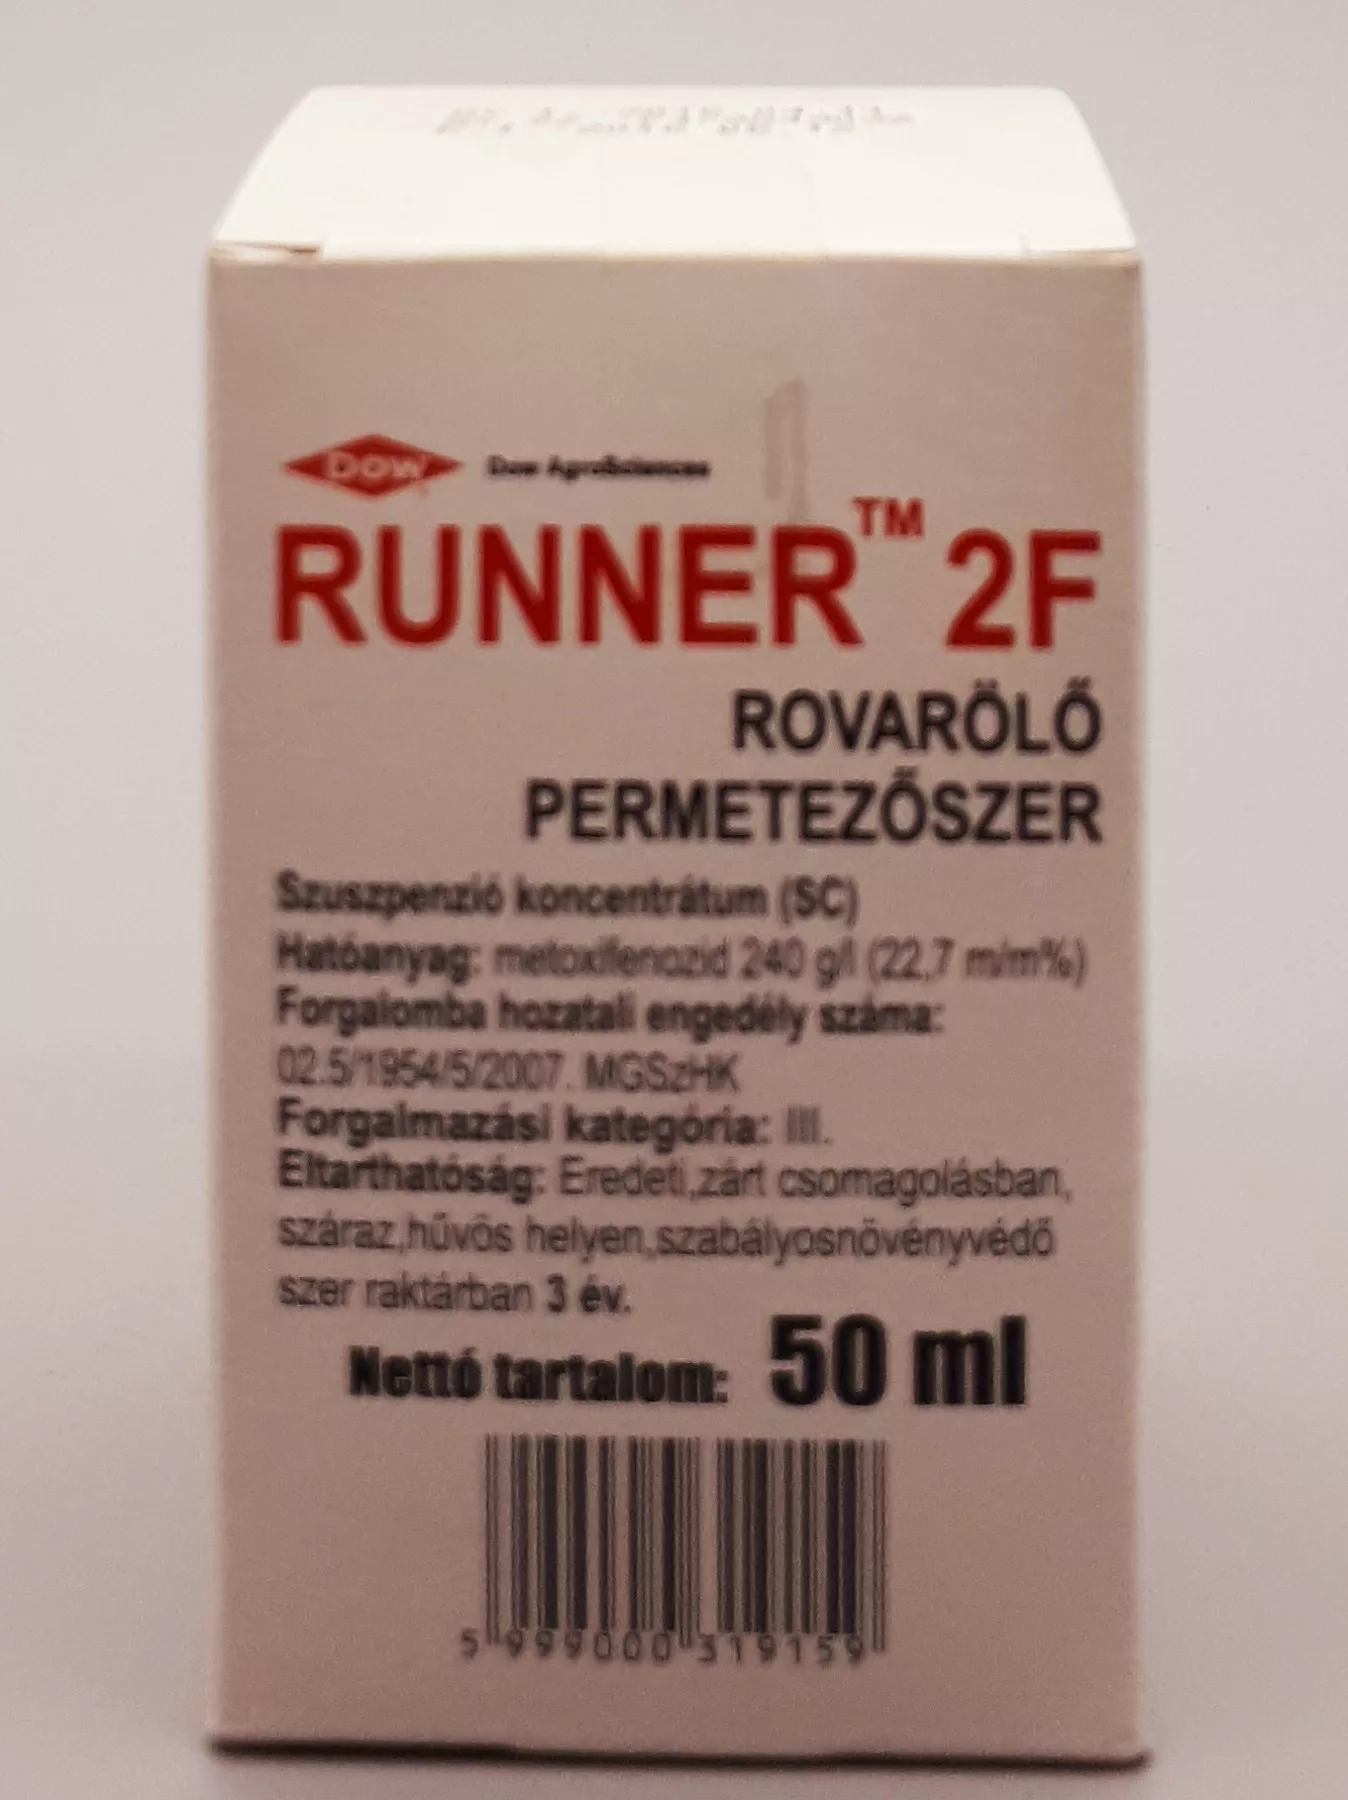 DOW Dow AgroSciences
RUNNER™ 2F
ROVARÖLŐ
PERMETEZŐSZER
Szuszpenzió koncentrátum (SC)
Hatóanyag: metoxifenozid 240 g/l (22,7 m/m%)
Forgalomba hozatali engedély száma:
02.5/1954/5/2007. MGSzHK
Forgalmazási kategória: III.
Eltarthatóság: Eredeti,zárt csomagolásban,
száraz,hűvös helyen,szabályosnövényvédő
szer raktárban 3 év.
Nettó tartalom: 50 ml
5 999000 319159